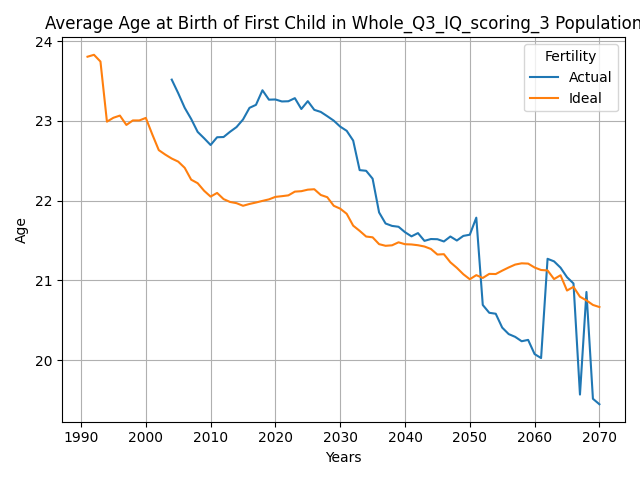 Average Age at Birth of First Child in Whole_Q3_IQ_scoring_3 Population
24
23
22
21
20
Age
Fertility
Actual
Ideal
1990 2000 2010 2020 2030 2040 2050 2060 2070
Years